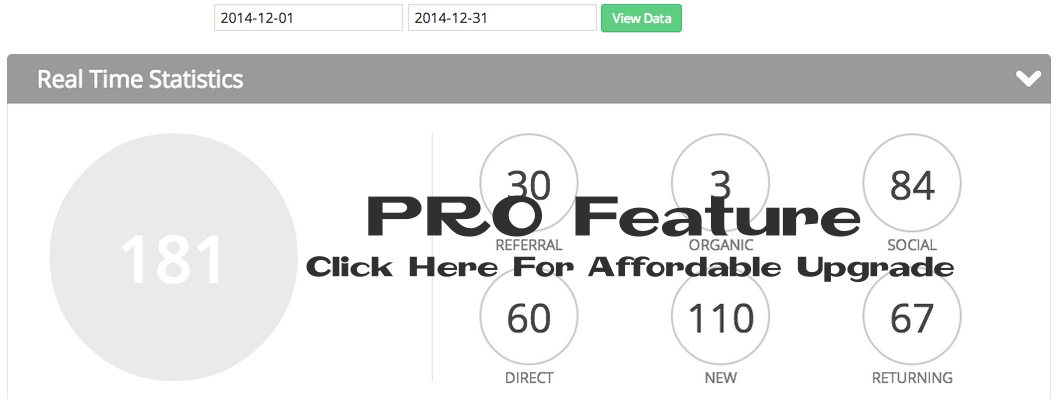 2014-12-01 2014-12-31 View Data
Real Time Statistics
30 3 84
PRO Feature
181
REFERRAL ORGANIC SOCIAL
Click Here For Affordable Upgrade
60 110 67
DIRECT NEW RETURNING